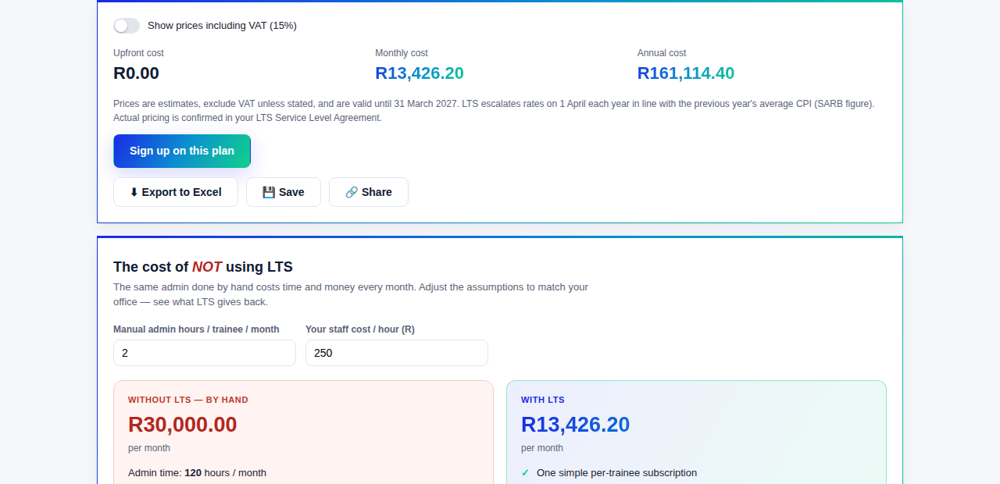 Show prices including VAT (15%)
Upfront cost
Monthly cost
Annual cost
R0.00
R13,426.20
R161,114.40
Prices are estimates, exclude VAT unless stated, and are valid until 31 March 2027. LTS escalates rates on 1 April each year in line with the previous year's average CPI (SARB figure).
Actual pricing is confirmed in your LTS Service Level Agreement.
Sign up on this plan
⬇ Export to Excel
💾 Save
🔗 Share
The cost of NOT using LTS
The same admin done by hand costs time and money every month. Adjust the assumptions to match your
office — see what LTS gives back.
Manual admin hours / trainee / month
Your staff cost / hour (R)
2
250
WITHOUT LTS — BY HAND
R30,000.00
per month
Admin time: 120 hours / month
WITH LTS
R13,426.20
per month
✓ One simple per-trainee subscription